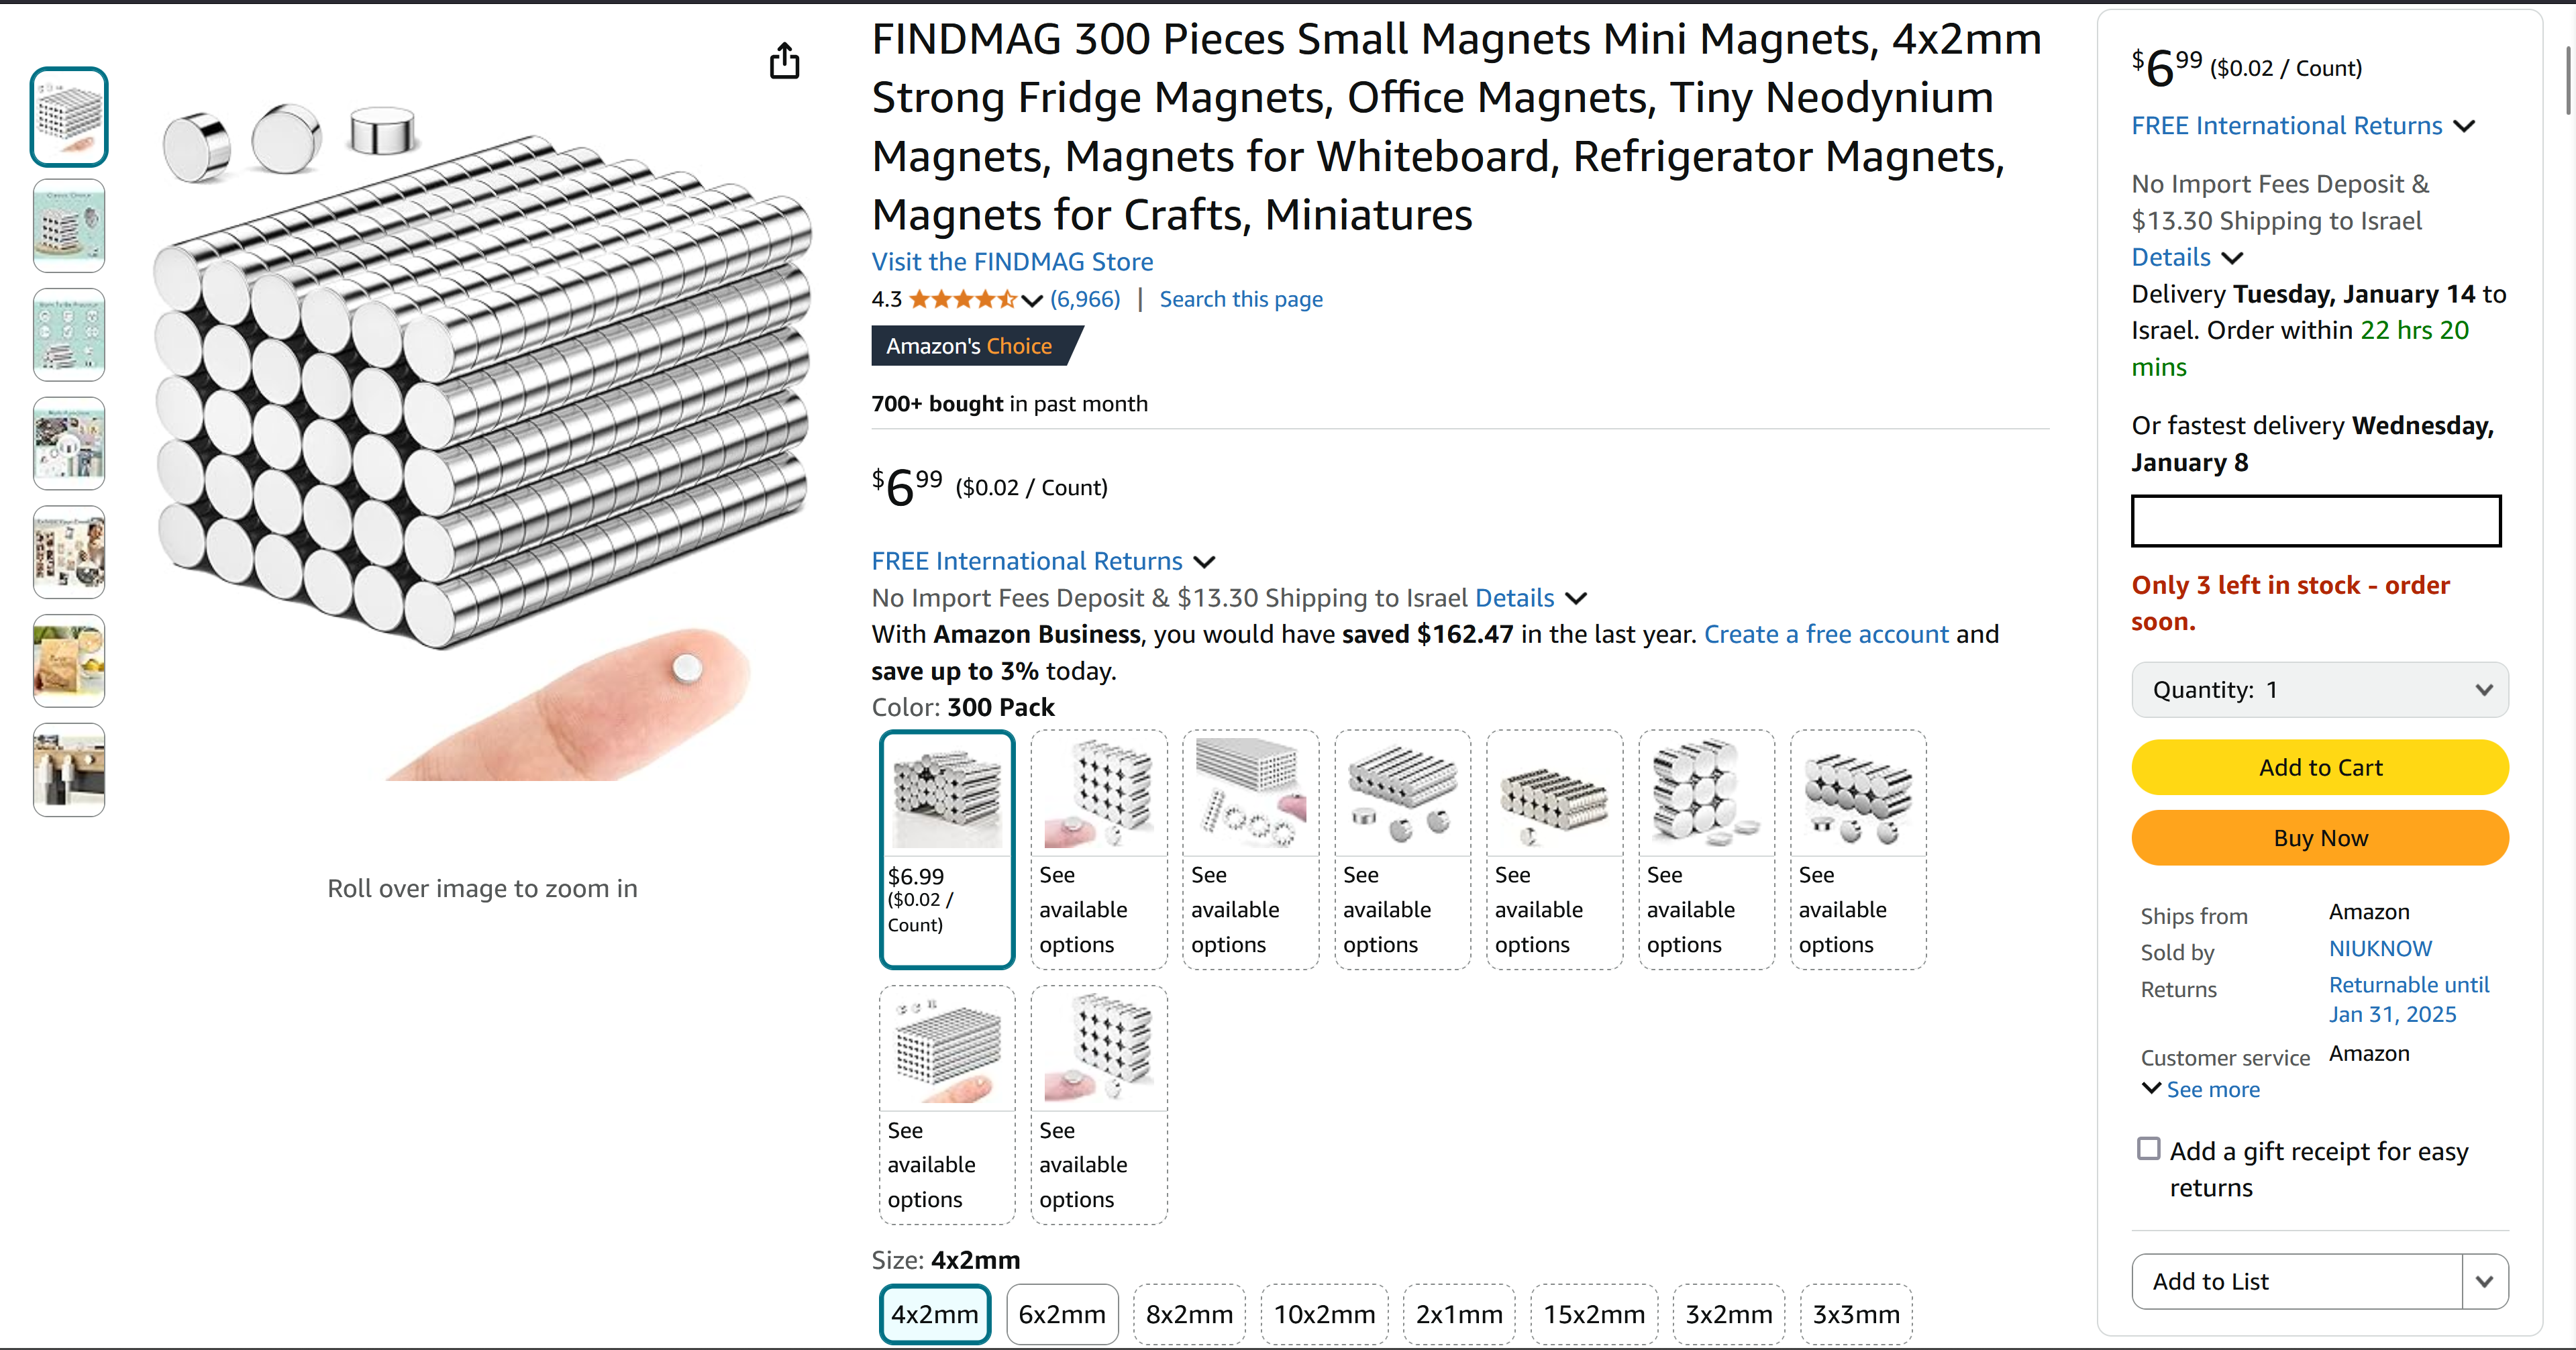 FINDMAG 300 Pieces Small Magnets Mini Magnets, 4x2mm
Strong Fridge Magnets, Office Magnets, Tiny Neodynium
Magnets, Magnets for Whiteboard, Refrigerator Magnets,
Magnets for Crafts, Miniatures
Visit the FINDMAG Store
4.3 (6,966) | Search this page
Amazon's Choice
700+ bought in past month
$6.99 ($0.02 / Count)
FREE International Returns
No Import Fees Deposit & $13.30 Shipping to Israel Details
With Amazon Business, you would have saved $162.47 in the last year. Create a free account and
save up to 3% today.
Color: 300 Pack
$6.99
($0.02 /
Count)
See
available
options
See
available
options
See
available
options
See
available
options
See
available
options
See
available
options
See
available
options
See
available
options
Size: 4x2mm
4x2mm
6x2mm
8x2mm
10x2mm
2x1mm
15x2mm
3x2mm
3x3mm
Roll over image to zoom in
$6.99 ($0.02 / Count)
FREE International Returns
No Import Fees Deposit &
$13.30 Shipping to Israel
Details
Delivery Tuesday, January 14 to
Israel. Order within 22 hrs 20
mins
Or fastest delivery Wednesday,
January 8
Only 3 left in stock - order
soon.
Quantity: 1
Add to Cart
Buy Now
Ships from Amazon
Sold by NIUKNOW
Returns Returnable until
Jan 31, 2025
Customer service Amazon
See more
Add a gift receipt for easy
returns
Add to List